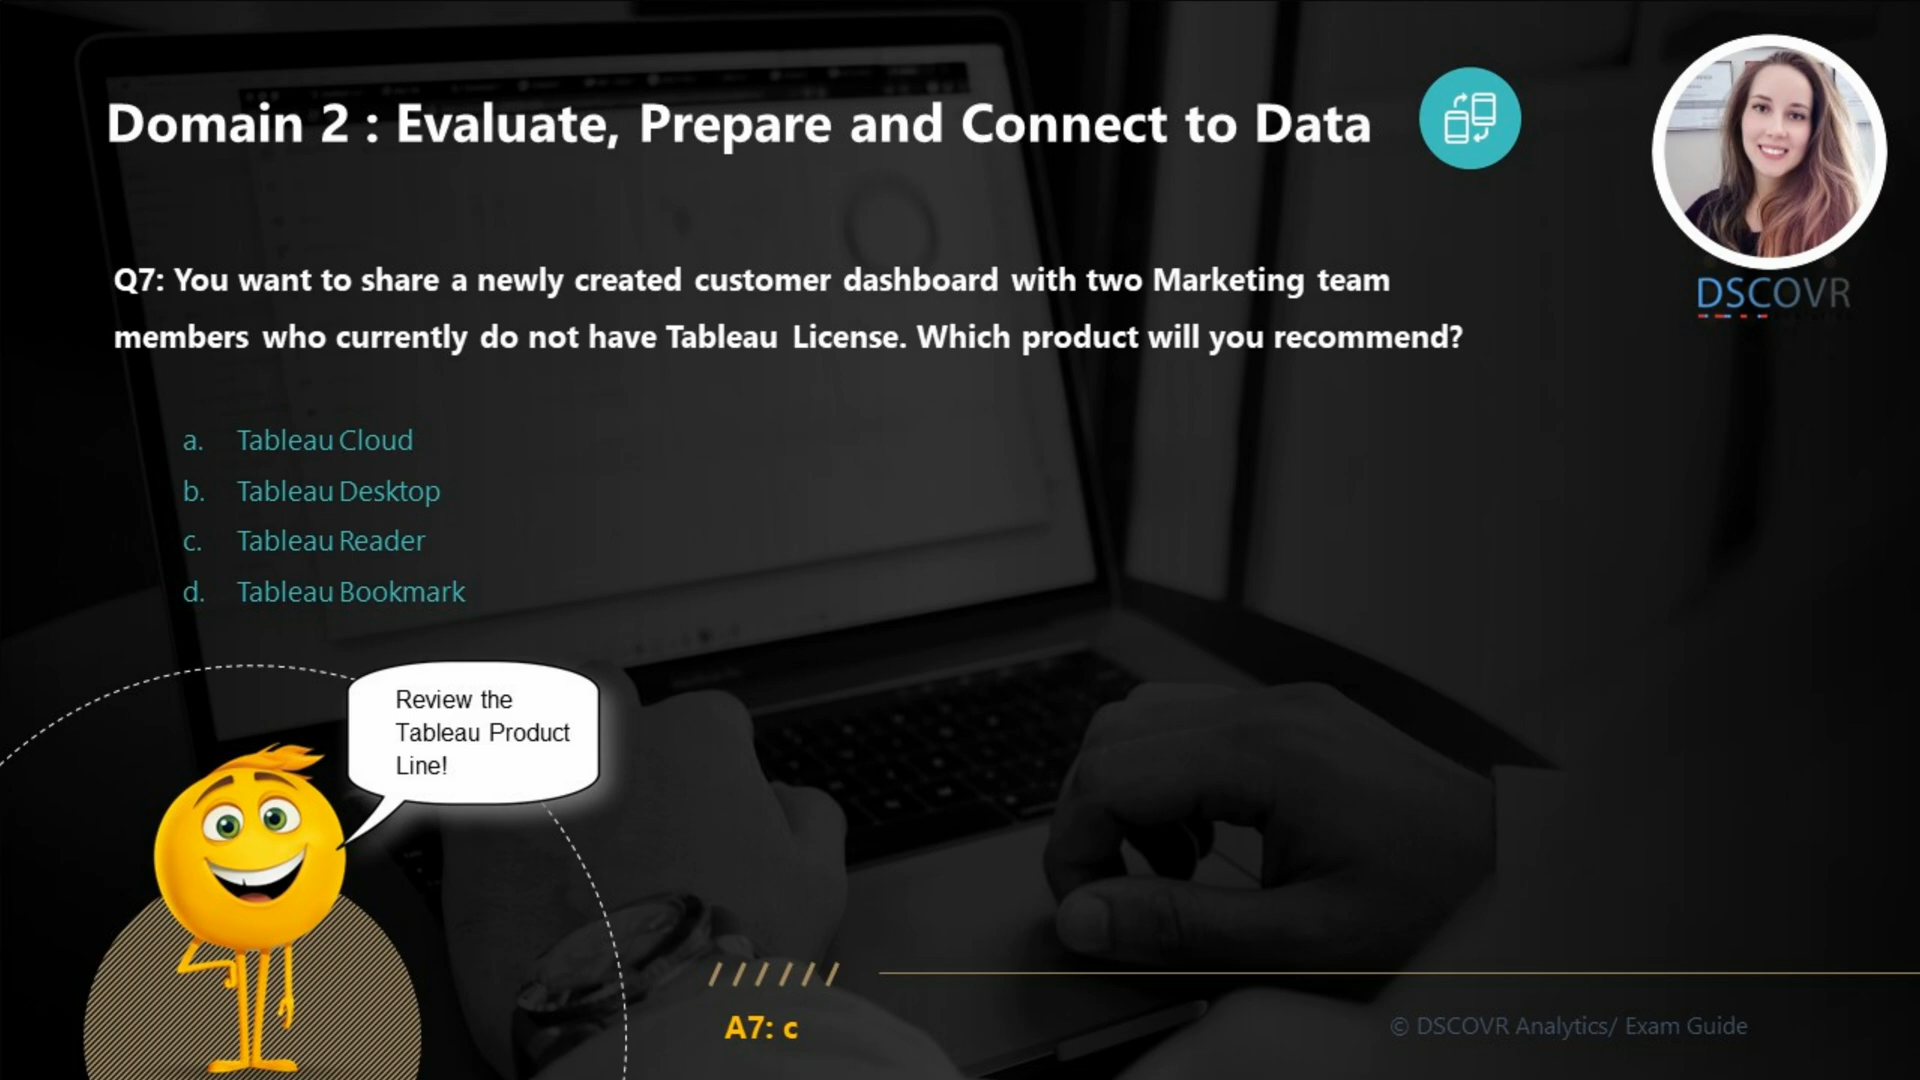 Domain 2 : Evaluate, Prepare and Connect to Data
DSCOVR
Q7: You want to share a newly created customer dashboard with two Marketing team
members who currently do not have Tableau License. Which product will you recommend?
a. Tableau Cloud
b. Tableau Desktop
c. Tableau Reader
d. Tableau Bookmark
Review the
Tableau Product
Line!
A7: c
© DSCOVR Analytics/ Exam Guide